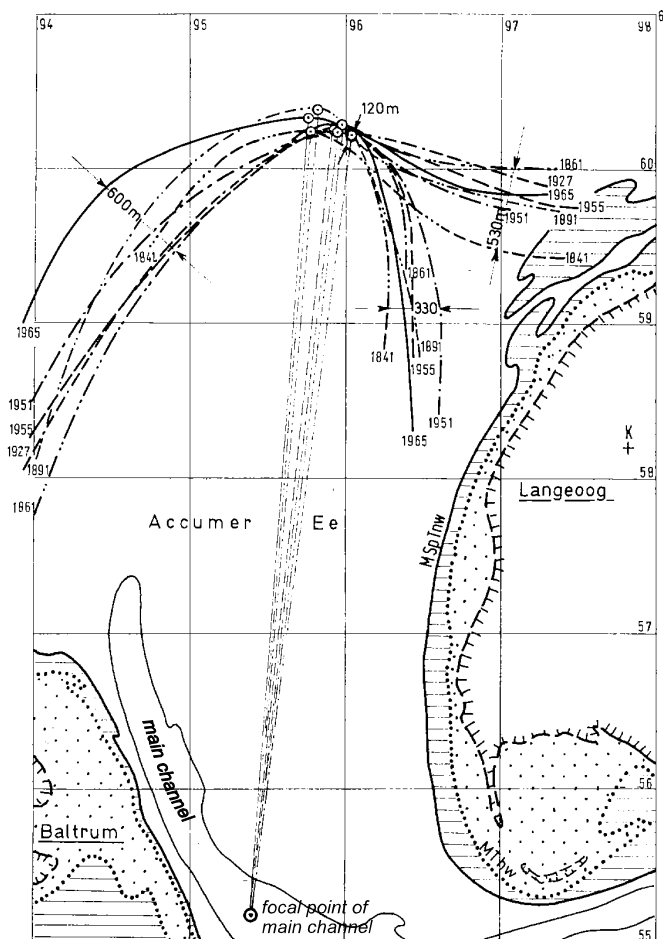 94
95
96
97
98
6
120m
60
1861
1927
1965
1955
1951
1891
1841
600m
530m
1841
1861
59
330
1965
1841
1891
1955
1951
1965
1951
1955
1927
1891
1861
K
58
Langeoog
Accumer Ee
MSpTnw
57
main channel
56
Baltrum
MThw
focal point of
main channel
55